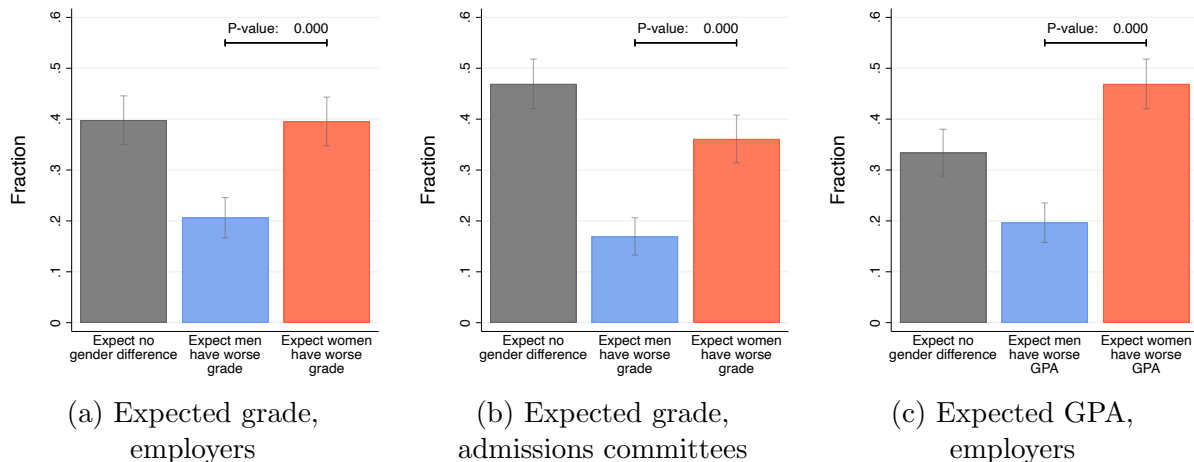 .6
.5
.4
.3
.2
.1
0
Fraction
P-value: 0.000
Expect no
gender difference
Expect men
have worse
grade
Expect women
have worse
grade
(a) Expected grade,
employers
.6
.5
.4
.3
.2
.1
0
Fraction
P-value: 0.000
Expect no
gender difference
Expect men
have worse
grade
Expect women
have worse
grade
(b) Expected grade,
admissions committees
.6
.5
.4
.3
.2
.1
0
Fraction
P-value: 0.000
Expect no
gender difference
Expect men
have worse
GPA
Expect women
have worse
GPA
(c) Expected GPA,
employers